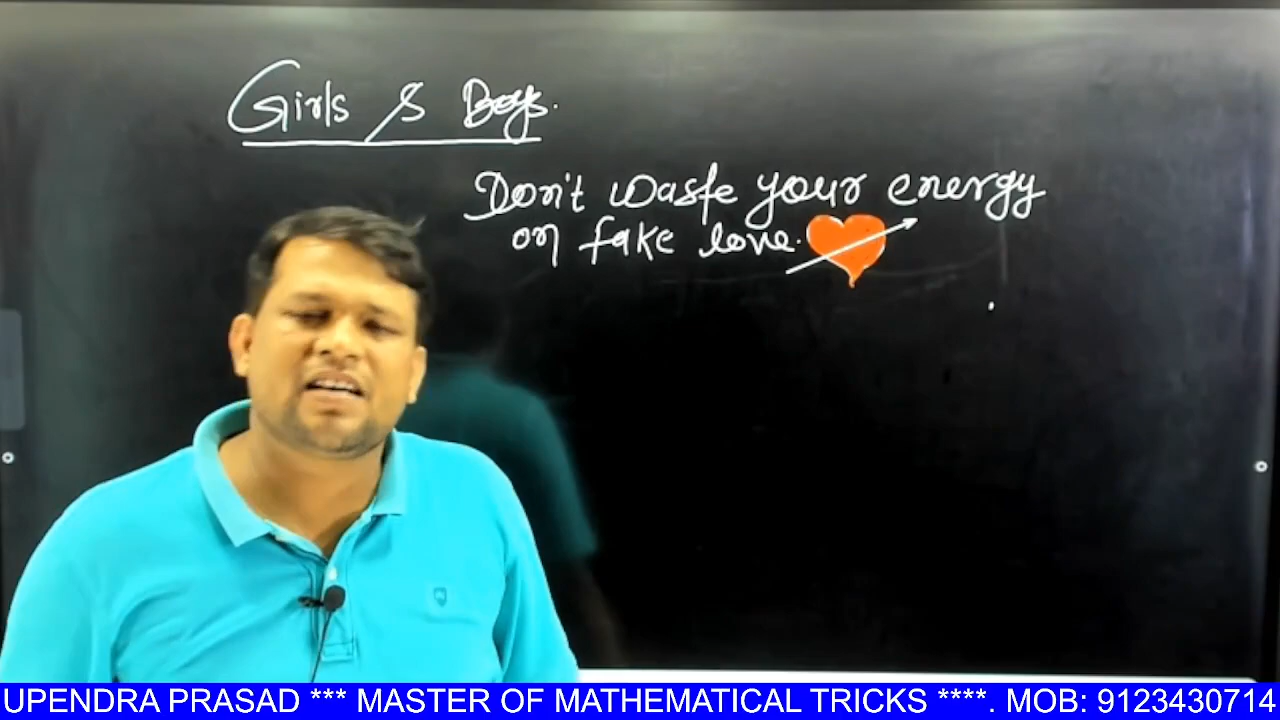 Girls & Boys.
Don't waste your energy
on fake love.
UPENDRA PRASAD *** MASTER OF MATHEMATICAL TRICKS ****. MOB: 9123430714